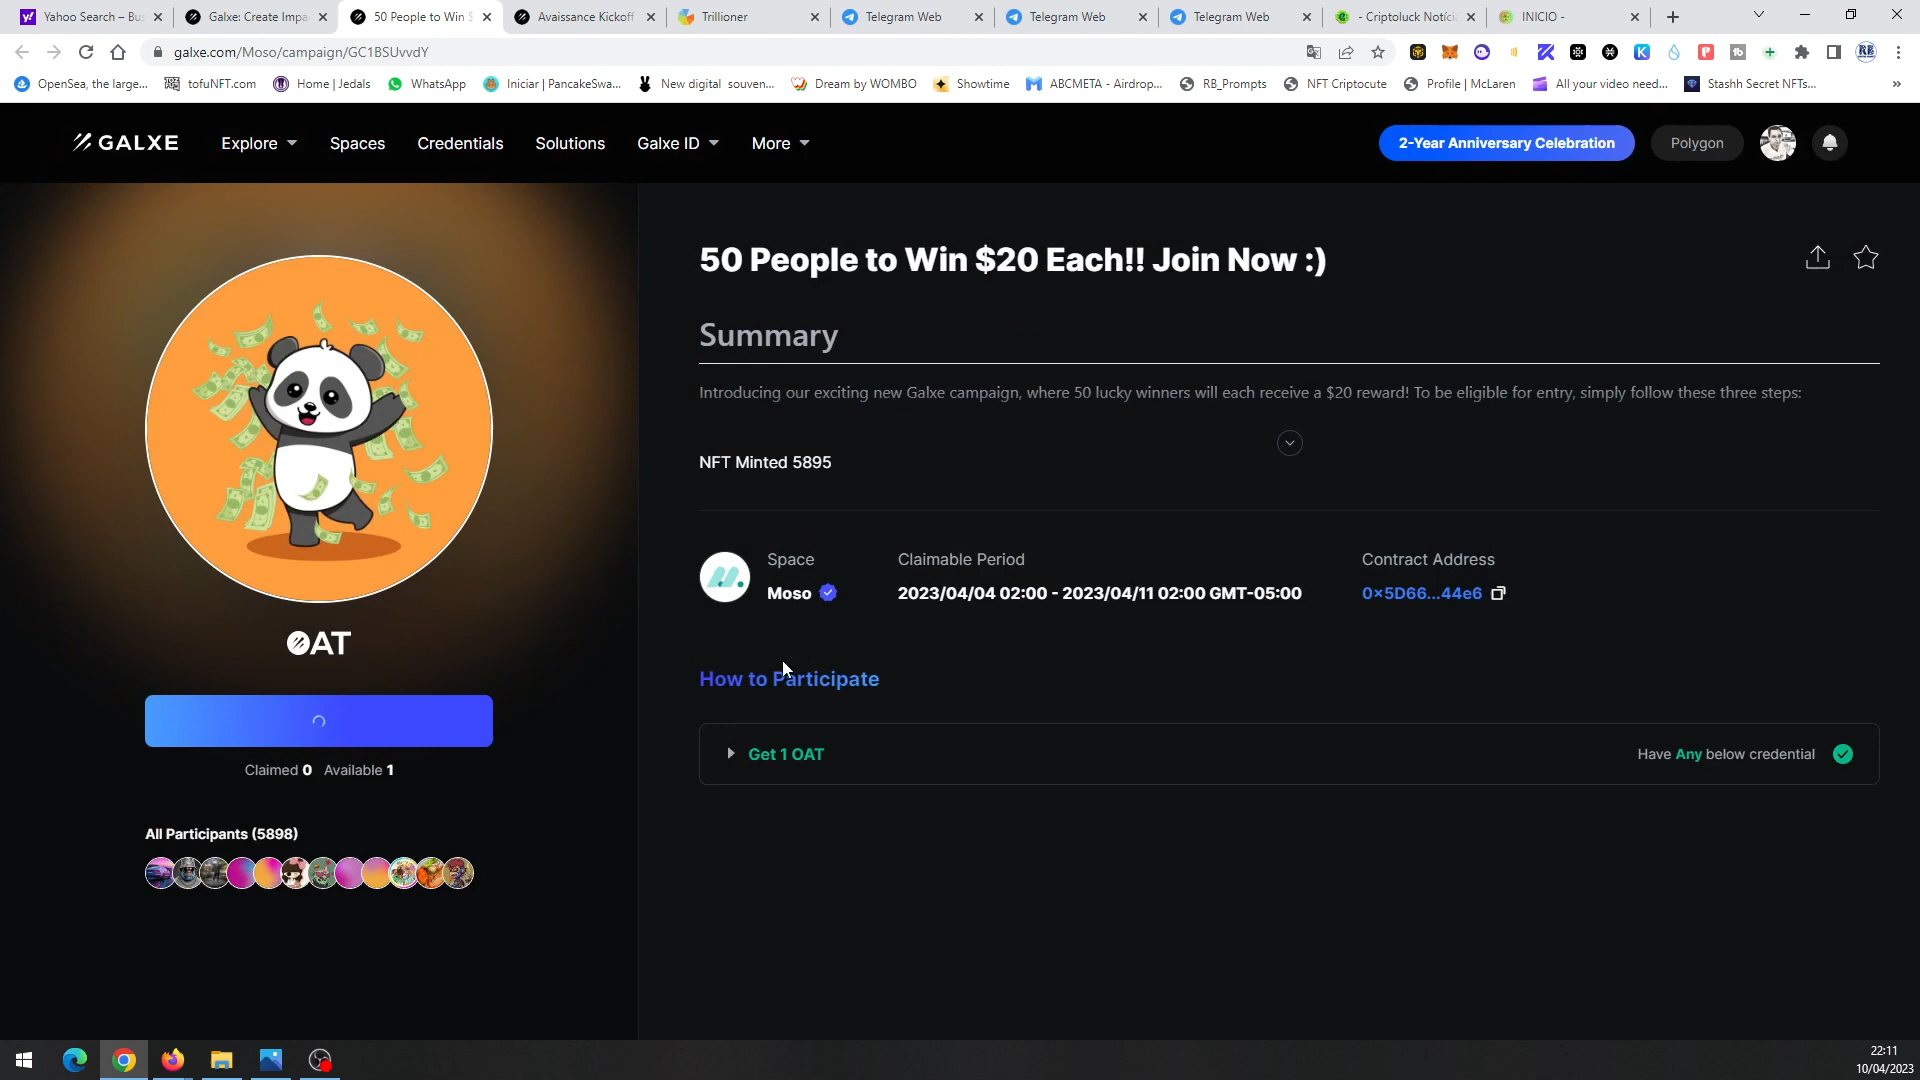 Yahoo Search – Bus
Galxe: Create Impa
50 People to Win $
Avaissance Kickoff
Trillioner
Telegram Web
Telegram Web
Telegram Web
- Criptoluck Notíci
INICIO -
galxe.com/Moso/campaign/GC1BSUvvdY
OpenSea, the large...
tofuNFT.com
Home | Jedals
WhatsApp
Iniciar | PancakeSwa...
New digital souven...
Dream by WOMBO
Showtime
ABCMETA - Airdrop...
RB_Prompts
NFT Criptocute
Profile | McLaren
All your video need...
Stashh Secret NFTs...
GALXE
Explore
Spaces
Credentials
Solutions
Galxe ID
More
2-Year Anniversary Celebration
Polygon
50 People to Win $20 Each!! Join Now :)
Summary
Introducing our exciting new Galxe campaign, where 50 lucky winners will each receive a $20 reward! To be eligible for entry, simply follow these three steps:
NFT Minted 5895
Space
Moso
Claimable Period
2023/04/04 02:00 - 2023/04/11 02:00 GMT-05:00
Contract Address
0x5D66...44e6
OAT
Claimed 0 Available 1
How to Participate
Get 1 OAT
Have Any below credential
All Participants (5898)
22:11
10/04/2023